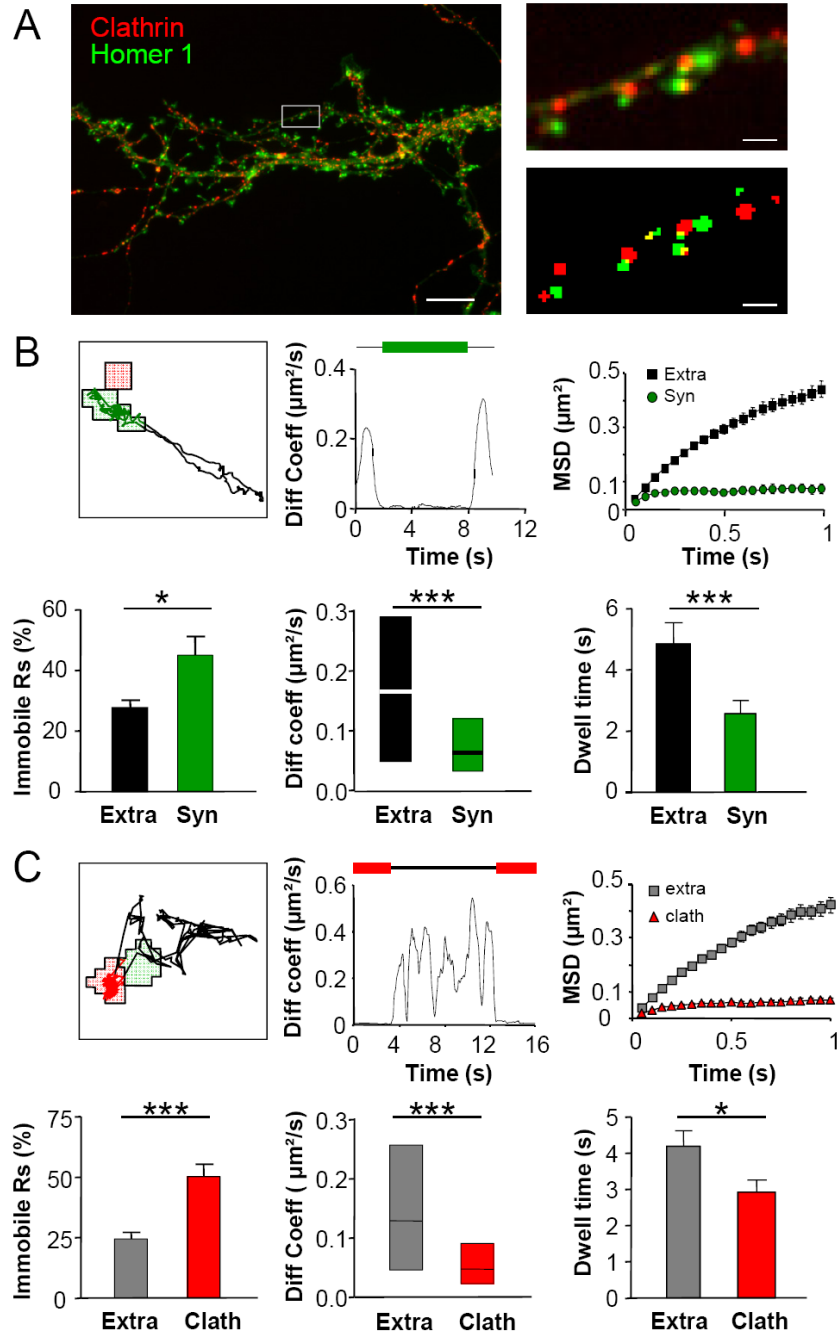 A
Clathrin
Homer 1
B
Diff Coeff (µm²/s)
0.4
0.2
0
0 4 8 12
Time (s)
MSD (µm²)
0.5
0.1
0
Extra
Syn
0 0.5 1
Time (s)
Immobile Rs (%)
60
40
20
0
*
Extra Syn
Diff coeff (µm²/s)
0.3
0.2
0.1
0.0
***
Extra Syn
Dwell time (s)
6
4
2
0
***
Extra Syn
C
Diff coeff (µm²/s)
0.6
0.4
0.2
0
0 4 8 12 16
Time (s)
MSD (µm²)
0.5
0.1
0
extra
clath
0 0.5 1
Time (s)
Immobile Rs (%)
75
50
25
0
***
Extra Clath
Diff Coeff ( µm²/s)
0.3
0.2
0.1
0.0
***
Extra Clath
Dwell time (s)
5
4
3
2
1
0
*
Extra Clath